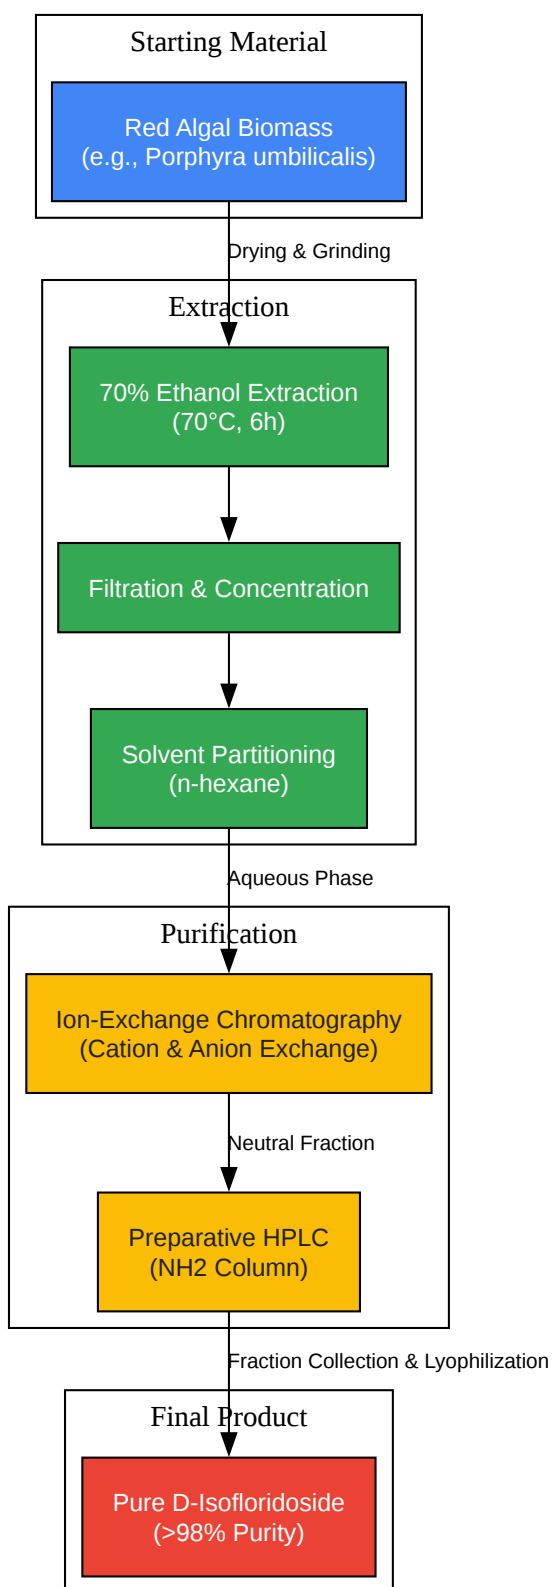 Starting Material
Red Algal Biomass
(e.g., Porphyra umbilicalis)
Drying & Grinding
Extraction
70% Ethanol Extraction
(70°C, 6h)
Filtration & Concentration
Solvent Partitioning
(n-hexane)
Aqueous Phase
Purification
Ion-Exchange Chromatography
(Cation & Anion Exchange)
Neutral Fraction
Preparative HPLC
(NH2 Column)
Fraction Collection & Lyophilization
Final Product
Pure D-Isofloridoside
(>98% Purity)